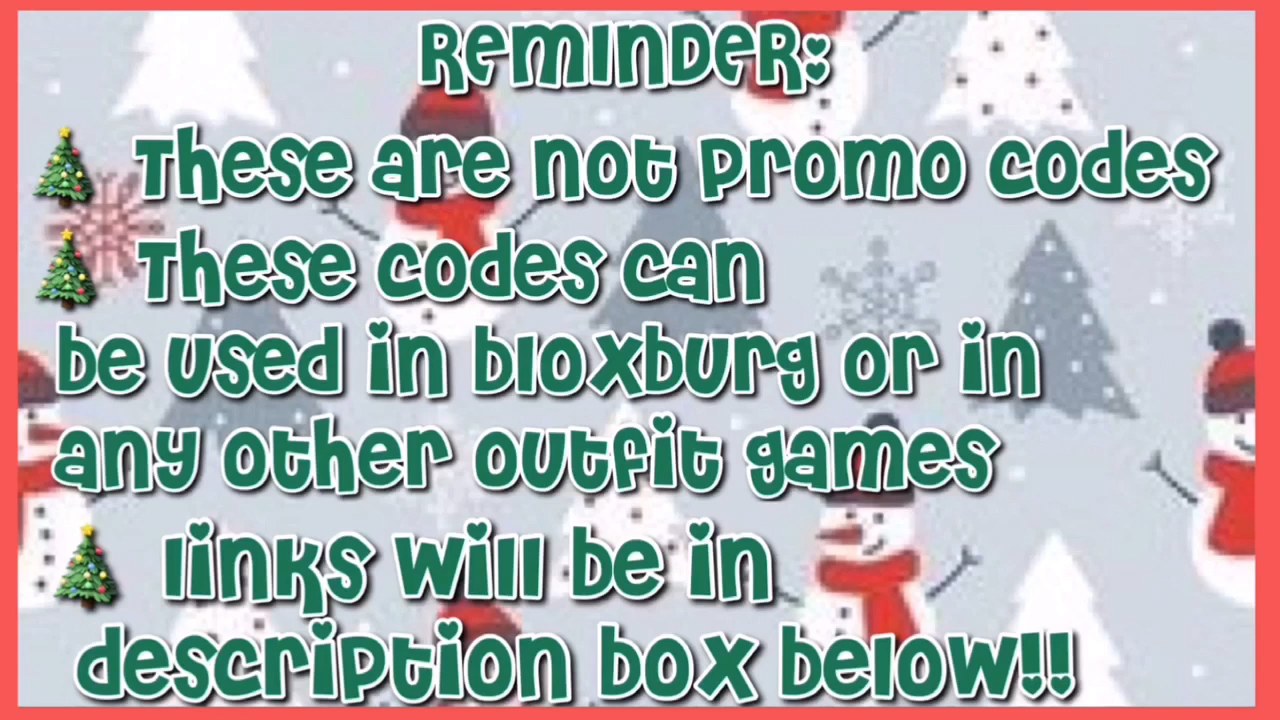 Reminder:
🎄 These are not promo codes
🎄 These codes can
be used in bloxburg or in
any other outfit games
🎄 links will be in
description box below!!